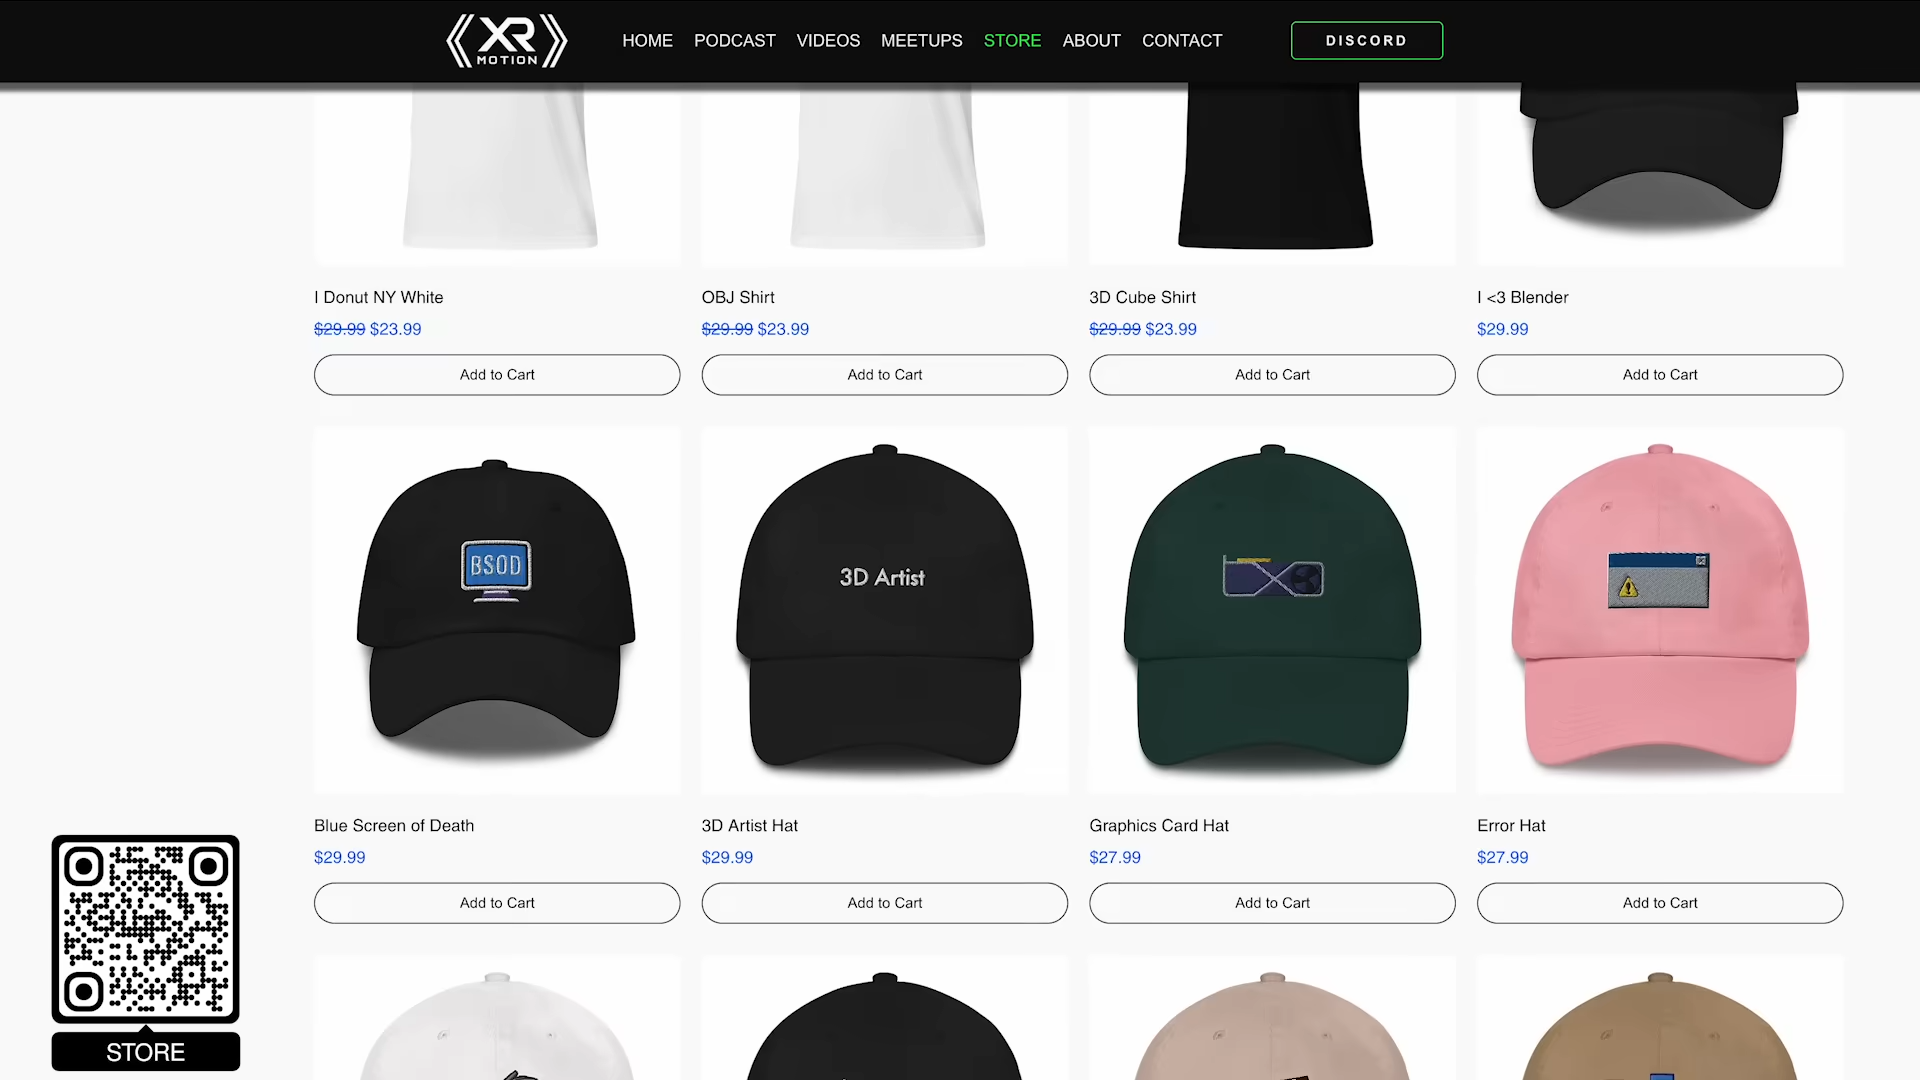 XR
MOTION
HOME PODCAST VIDEOS MEETUPS STORE ABOUT CONTACT
DISCORD
I Donut NY White
$29.99 $23.99
Add to Cart
OBJ Shirt
$29.99 $23.99
Add to Cart
3D Cube Shirt
$29.99 $23.99
Add to Cart
I <3 Blender
$29.99
Add to Cart
BSOD
Blue Screen of Death
$29.99
Add to Cart
3D Artist
3D Artist Hat
$29.99
Add to Cart
Graphics Card Hat
$27.99
Add to Cart
Error Hat
$27.99
Add to Cart
STORE